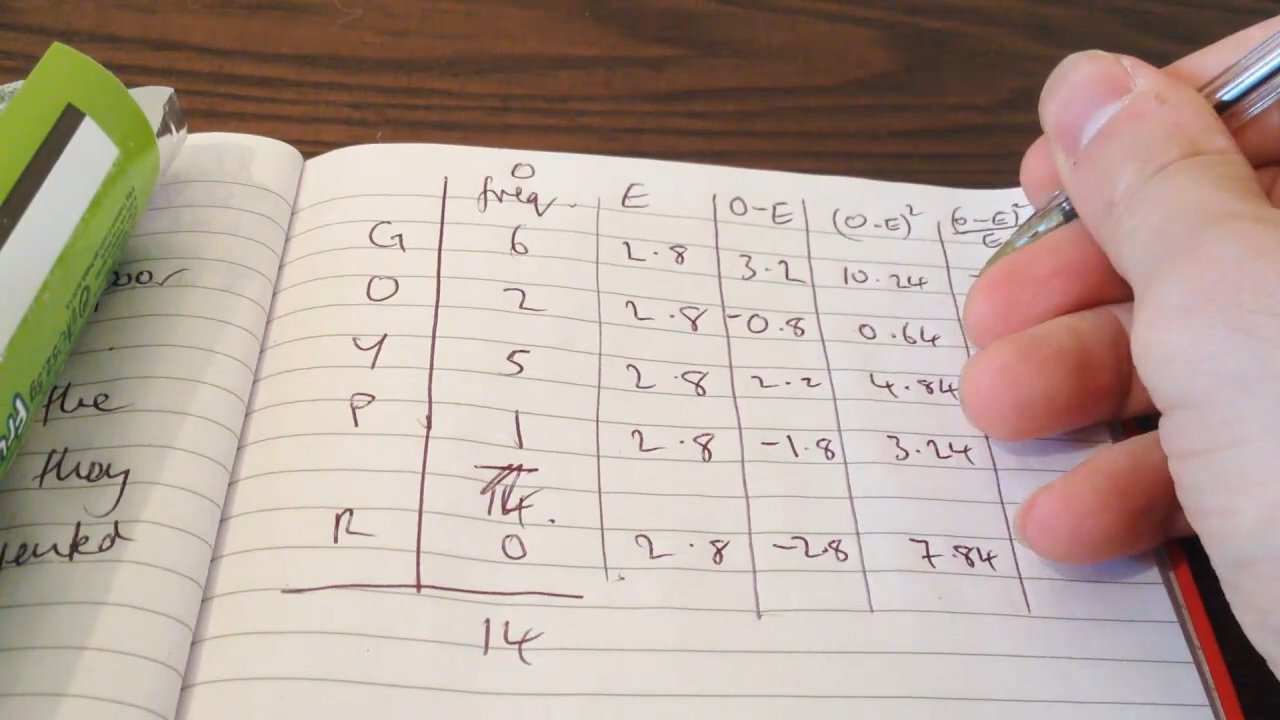 O
freq. E O-E (O-E)² (O-E)²/E
G 6 2.8 3.2 10.24
O 2 2.8 -0.8 0.64
Y 5 2.8 2.2 4.84
P 1 2.8 -1.8 3.24
14.
R 0 2.8 -2.8 7.84
14
the
they